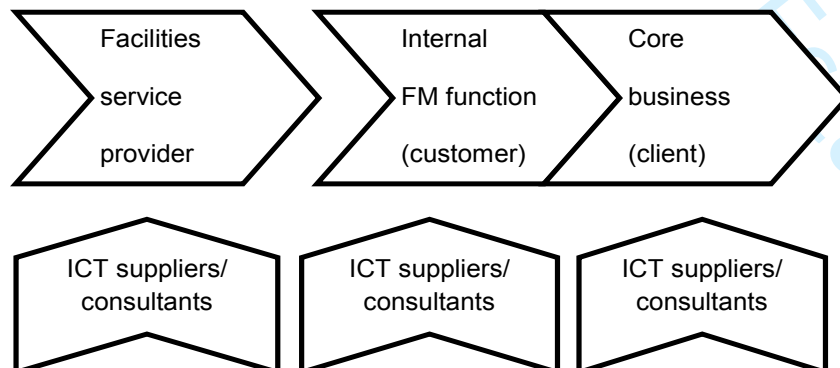 Facilities
service
provider
Internal
FM function
(customer)
Core
business
(client)
ICT suppliers/
consultants
ICT suppliers/
consultants
ICT suppliers/
consultants